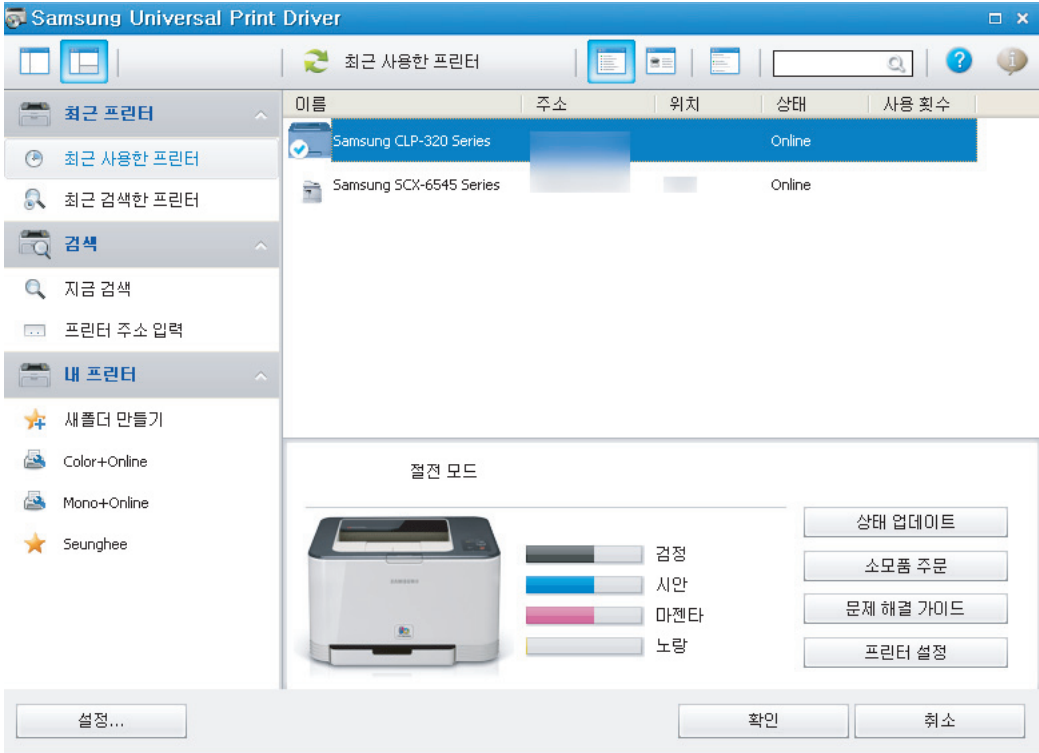 Samsung Universal Print Driver
최근 사용한 프린터
최근 프린터
최근 사용한 프린터
최근 검색한 프린터
검색
지금 검색
프린터 주소 입력
내 프린터
새폴더 만들기
Color+Online
Mono+Online
Seunghee
이름 주소 위치 상태 사용 횟수
Samsung CLP-320 Series Online
Samsung SCX-6545 Series Online
절전 모드
SAMSUNG
검정
시안
마젠타
노랑
상태 업데이트
소모품 주문
문제 해결 가이드
프린터 설정
설정...
확인
취소